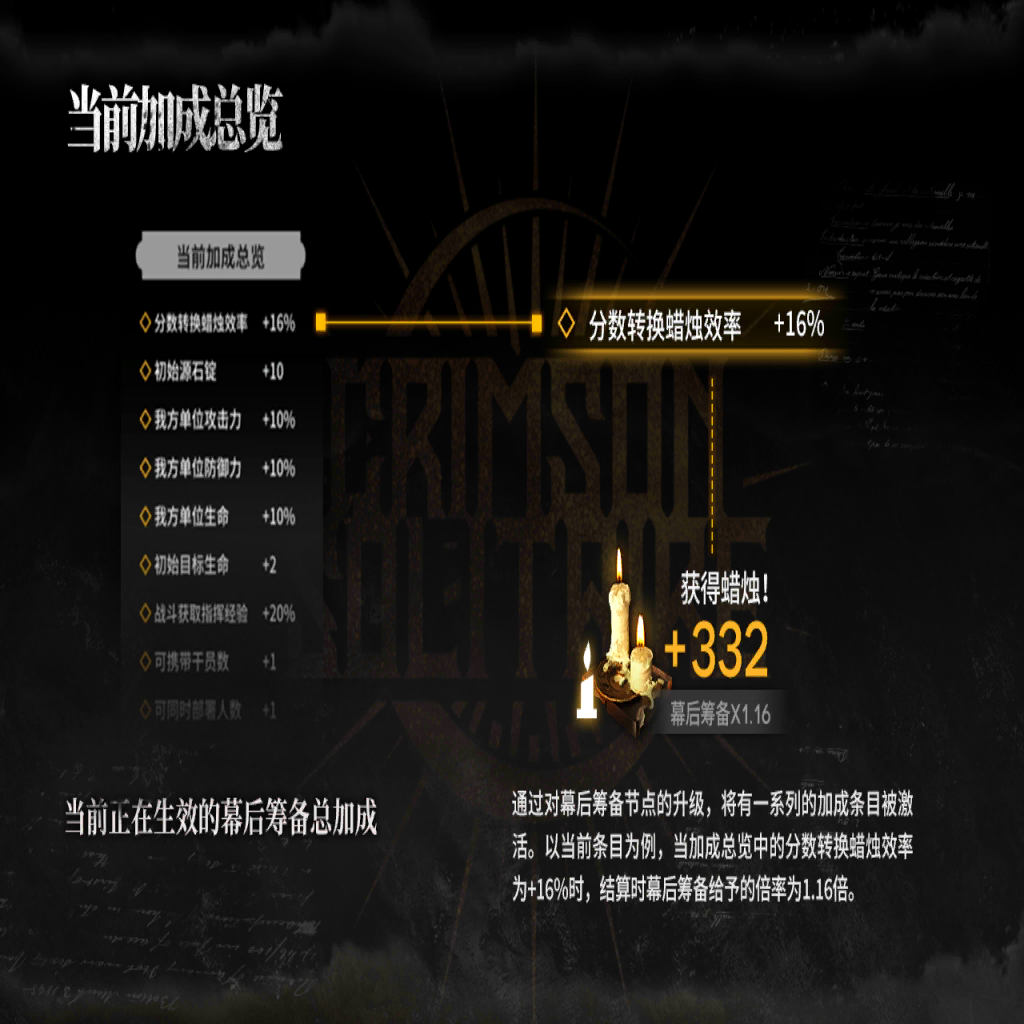 当前加成总览
当前加成总览
分数转换蜡烛效率 +16%
初始源石锭 +10
我方单位攻击力 +10%
我方单位防御力 +10%
我方单位生命 +10%
初始目标生命 +2
战斗获取指挥经验 +20%
可携带干员数 +1
可同时部署人数 +1
分数转换蜡烛效率 +16%
CRIMSON
SOLITAIRE
获得蜡烛！
+332
幕后筹备X1.16
当前正在生效的幕后筹备总加成
通过对幕后筹备节点的升级，将有一系列的加成条目被激
活。以当前条目为例，当加成总览中的分数转换蜡烛效率
为+16%时，结算时幕后筹备给予的倍率为1.16倍。